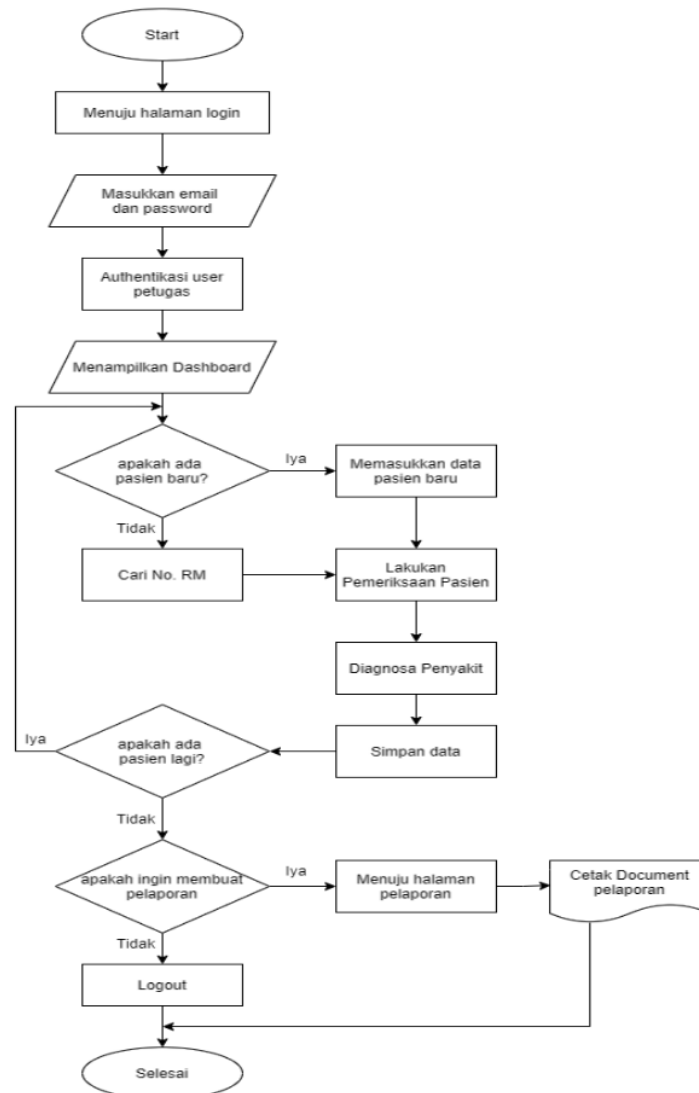 Start
Menuju halaman login
Masukkan email
dan password
Authentikasi user
petugas
Menampilkan Dashboard
apakah ada
pasien baru?
Iya
Memasukkan data
pasien baru
Tidak
Cari No. RM
Lakukan
Pemeriksaan Pasien
Diagnosa Penyakit
Simpan data
apakah ada
pasien lagi?
Iya
Tidak
apakah ingin membuat
pelaporan
Iya
Menuju halaman
pelaporan
Cetak Document
pelaporan
Tidak
Logout
Selesai